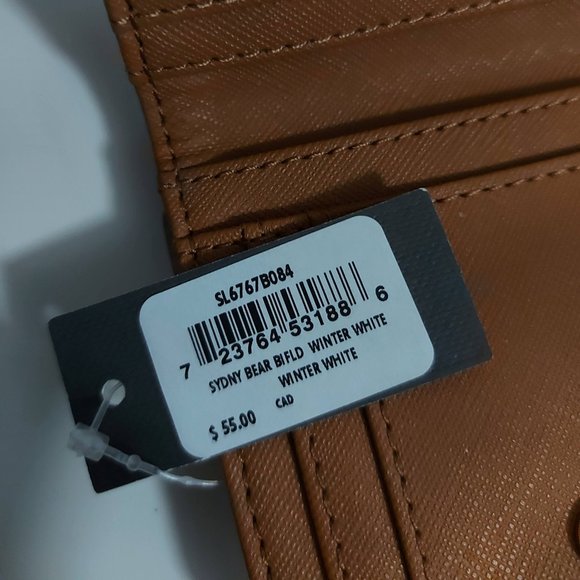 SL6767B084
7 23764 53188 6
SYDNY BEAR BIFLD WINTER WHITE
WINTER WHITE
$ 55.00 CAD